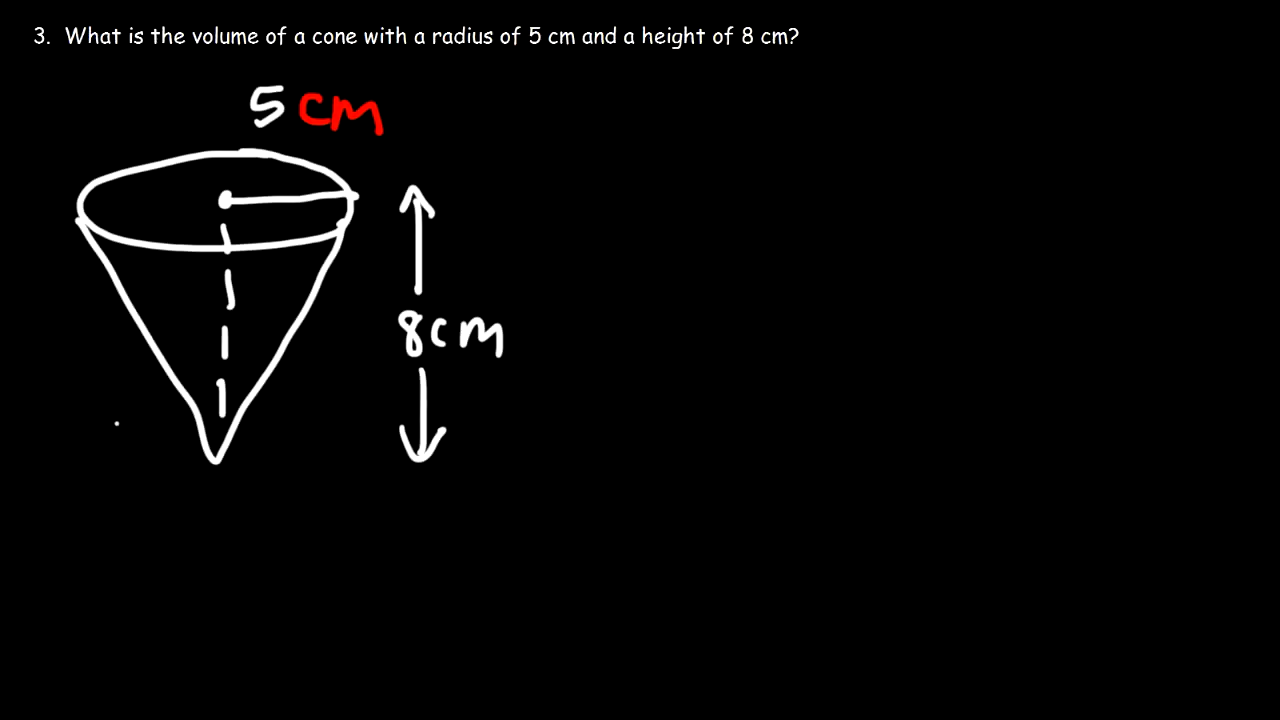 3. What is the volume of a cone with a radius of 5 cm and a height of 8 cm?
5 cm
8cm